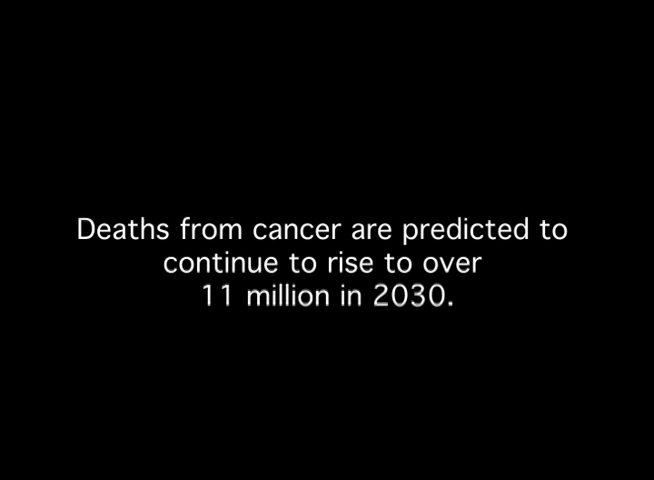 Deaths from cancer are predicted to
continue to rise to over
11 million in 2030.